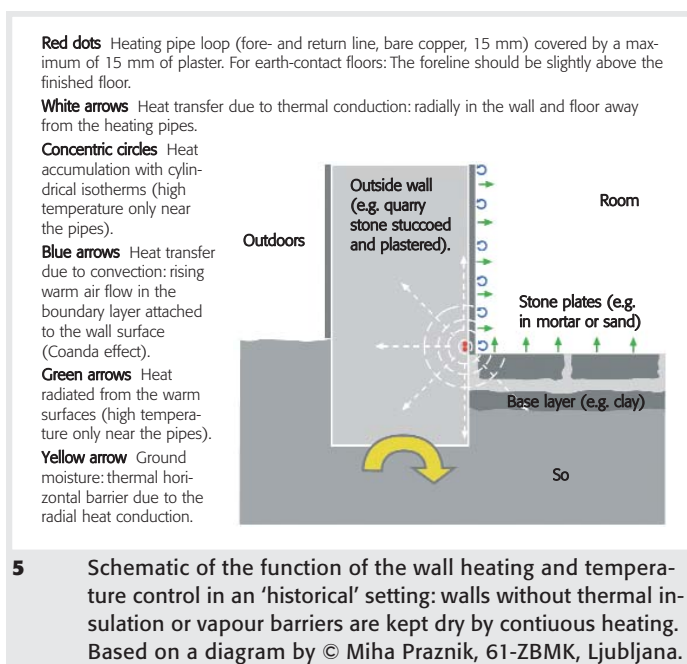 Red dots Heating pipe loop (fore- and return line, bare copper, 15 mm) covered by a max-
imum of 15 mm of plaster. For earth-contact floors: The foreline should be slightly above the
finished floor.
White arrows Heat transfer due to thermal conduction: radially in the wall and floor away
from the heating pipes.
Concentric circles Heat
accumulation with cylin-
drical isotherms (high
temperature only near
the pipes).
Blue arrows Heat transfer
due to convection: rising
warm air flow in the
boundary layer attached
to the wall surface
(Coanda effect).
Green arrows Heat
radiated from the warm
surfaces (high tempera-
ture only near the pipes).
Yellow arrow Ground
moisture: thermal hori-
zontal barrier due to the
radial heat conduction.
Outdoors
Outside wall
(e.g. quarry
stone stuccoed
and plastered).
Room
Stone plates (e.g.
in mortar or sand)
Base layer (e.g. clay)
So
5 Schematic of the function of the wall heating and tempera-
ture control in an ‘historical’ setting: walls without thermal in-
sulation or vapour barriers are kept dry by contiuous heating.
Based on a diagram by © Miha Praznik, 61-ZBMK, Ljubljana.